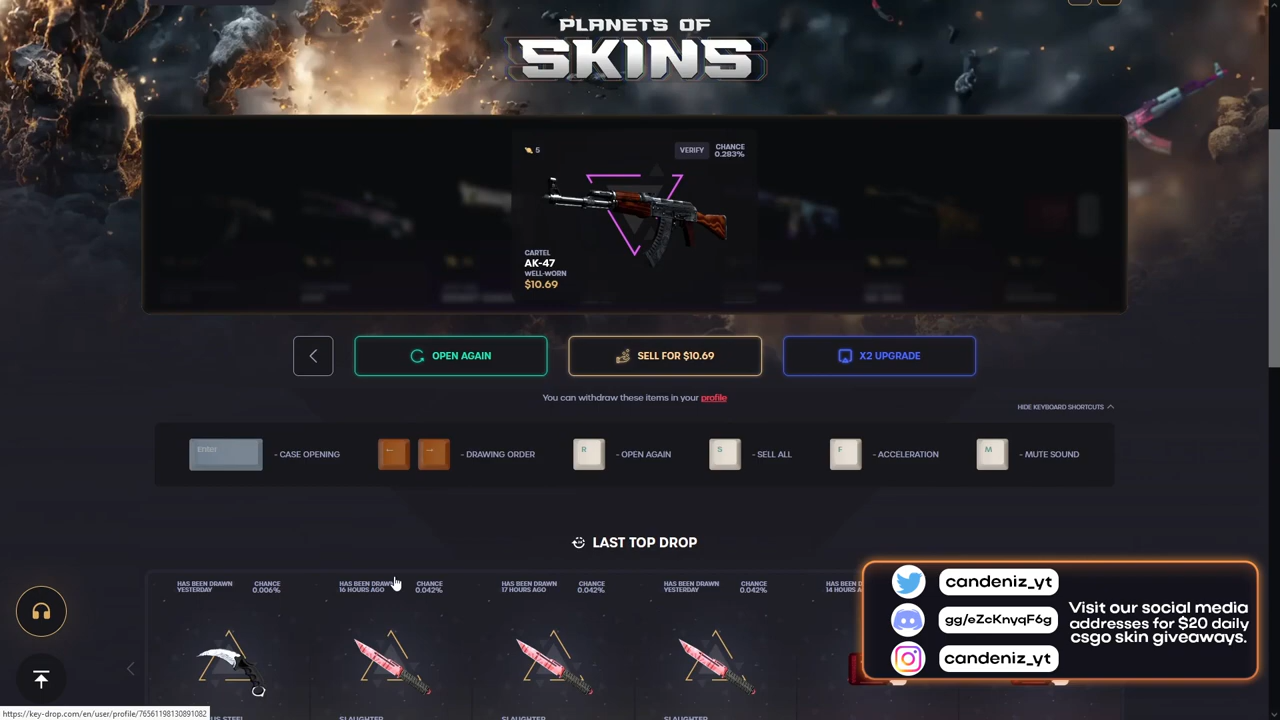 PLANETS OF
SKINS
5
VERIFY
CHANCE
0.283%
CARTEL
AK-47
WELL-WORN
$10.69
OPEN AGAIN
SELL FOR $10.69
X2 UPGRADE
You can withdraw these items in your profile
HIDE KEYBOARD SHORTCUTS
Enter
- CASE OPENING
← →
- DRAWING ORDER
R
- OPEN AGAIN
S
- SELL ALL
F
- ACCELERATION
M
- MUTE SOUND
LAST TOP DROP
HAS BEEN DRAWN
YESTERDAY
CHANCE
0.006%
HAS BEEN DRAWN
16 HOURS AGO
CHANCE
0.042%
HAS BEEN DRAWN
17 HOURS AGO
CHANCE
0.042%
HAS BEEN DRAWN
YESTERDAY
CHANCE
0.042%
14 HOURS AGO
candeniz_yt
gg/eZcKnyqF6g
candeniz_yt
Visit our social media
addresses for $20 daily
csgo skin giveaways.
https://key-drop.com/en/user/profile/76561198130891082